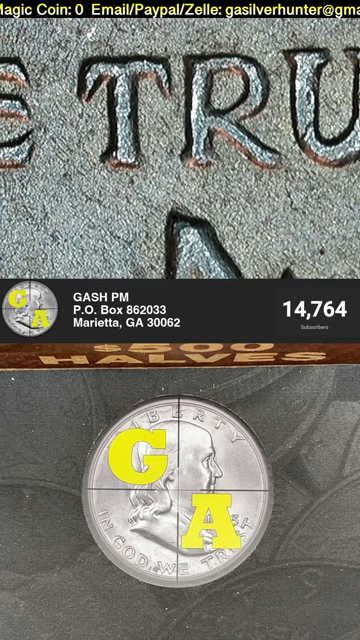 Magic Coin: 0 Email/Paypal/Zelle: gasilverhunter@gma
E TRU
A
GASH PM
P.O. Box 862033
Marietta, GA 30062
14,764
Subscribers
G
A
$500
HALVES
LIBERTY
G
A
IN GOD WE TRUST